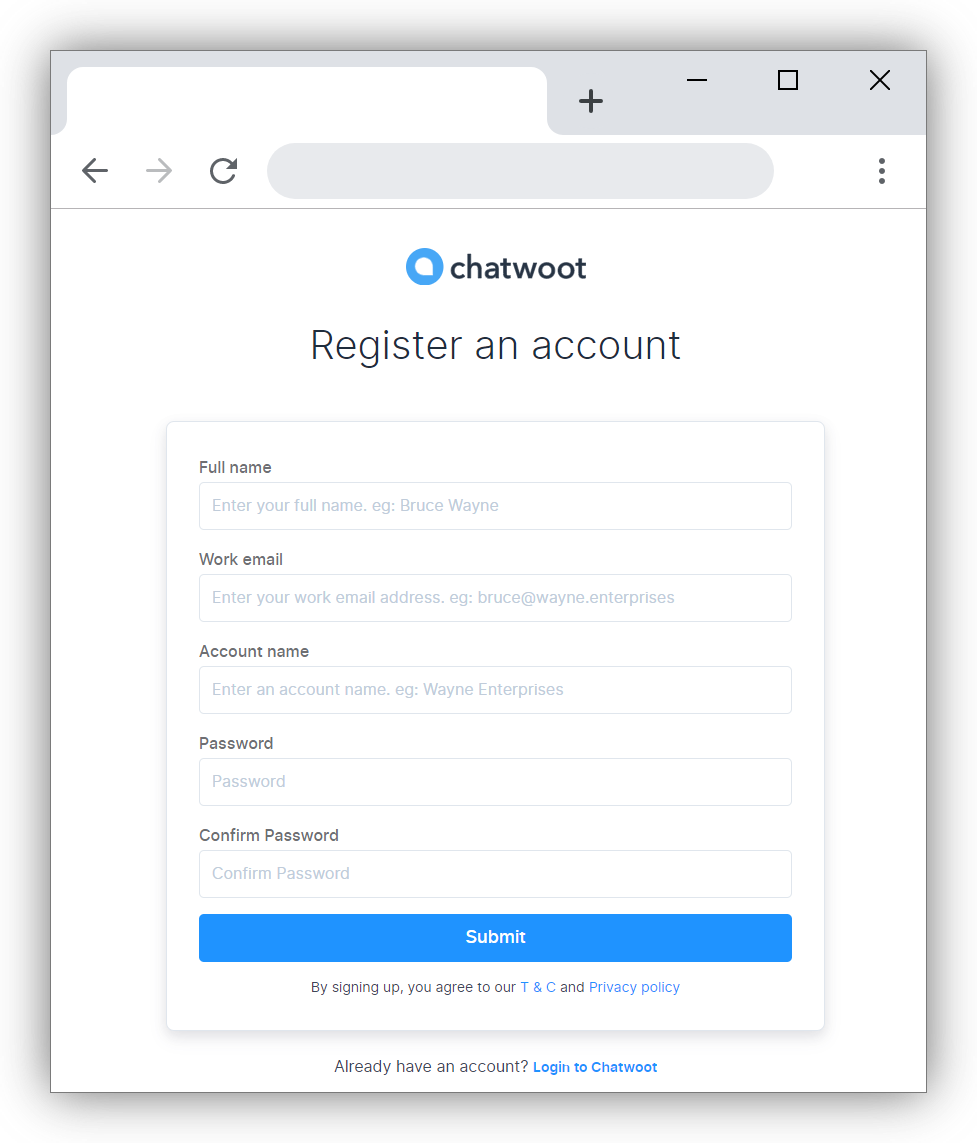 chatwoot
Register an account
Full name
Enter your full name. eg: Bruce Wayne
Work email
Enter your work email address. eg: bruce@wayne.enterprises
Account name
Enter an account name. eg: Wayne Enterprises
Password
Password
Confirm Password
Confirm Password
Submit
By signing up, you agree to our T & C and Privacy policy
Already have an account? Login to Chatwoot